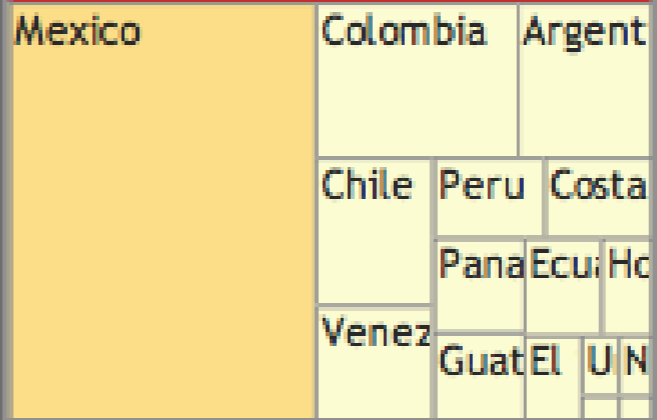 Mexico
Colombia
Argent
Chile
Peru
Costa
Pana
Ecu
Ho
Venez
Guat
El
U
N